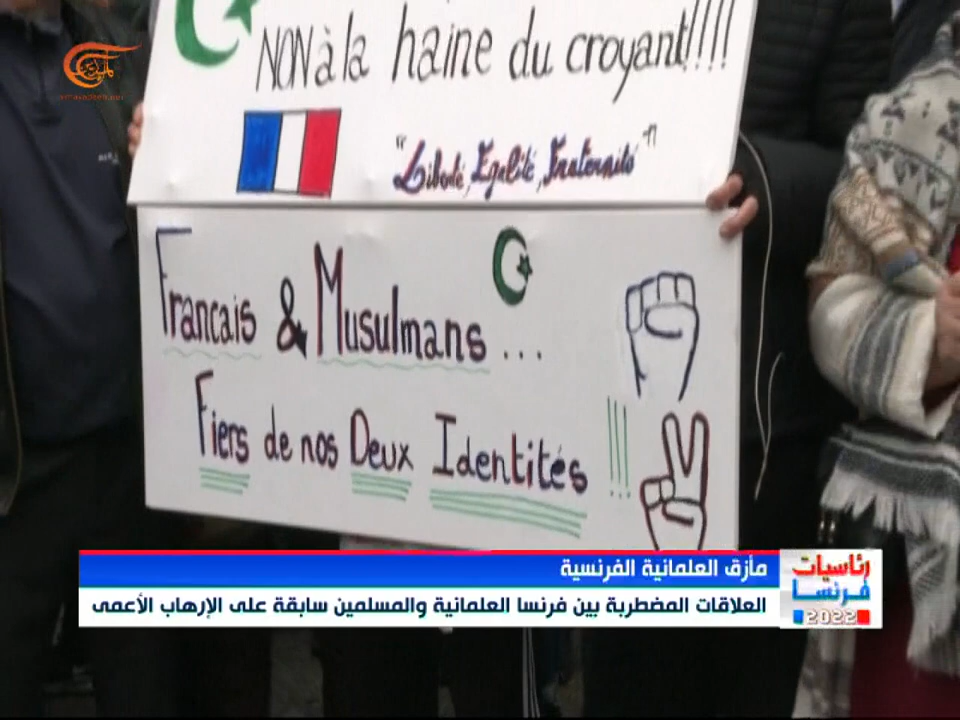 الميادين
NON à la haine du croyant!!!!
"Liberté, Egalité, Fraternité"
Francais & Musulmans ...
Fiers de nos Deux Identités !!!
مأزق العلمانية الفرنسية
العلاقات المضطربة بين فرنسا العلمانية والمسلمين سابقة على الإرهاب الأعمى
رئاسيات
فرنسا
2022